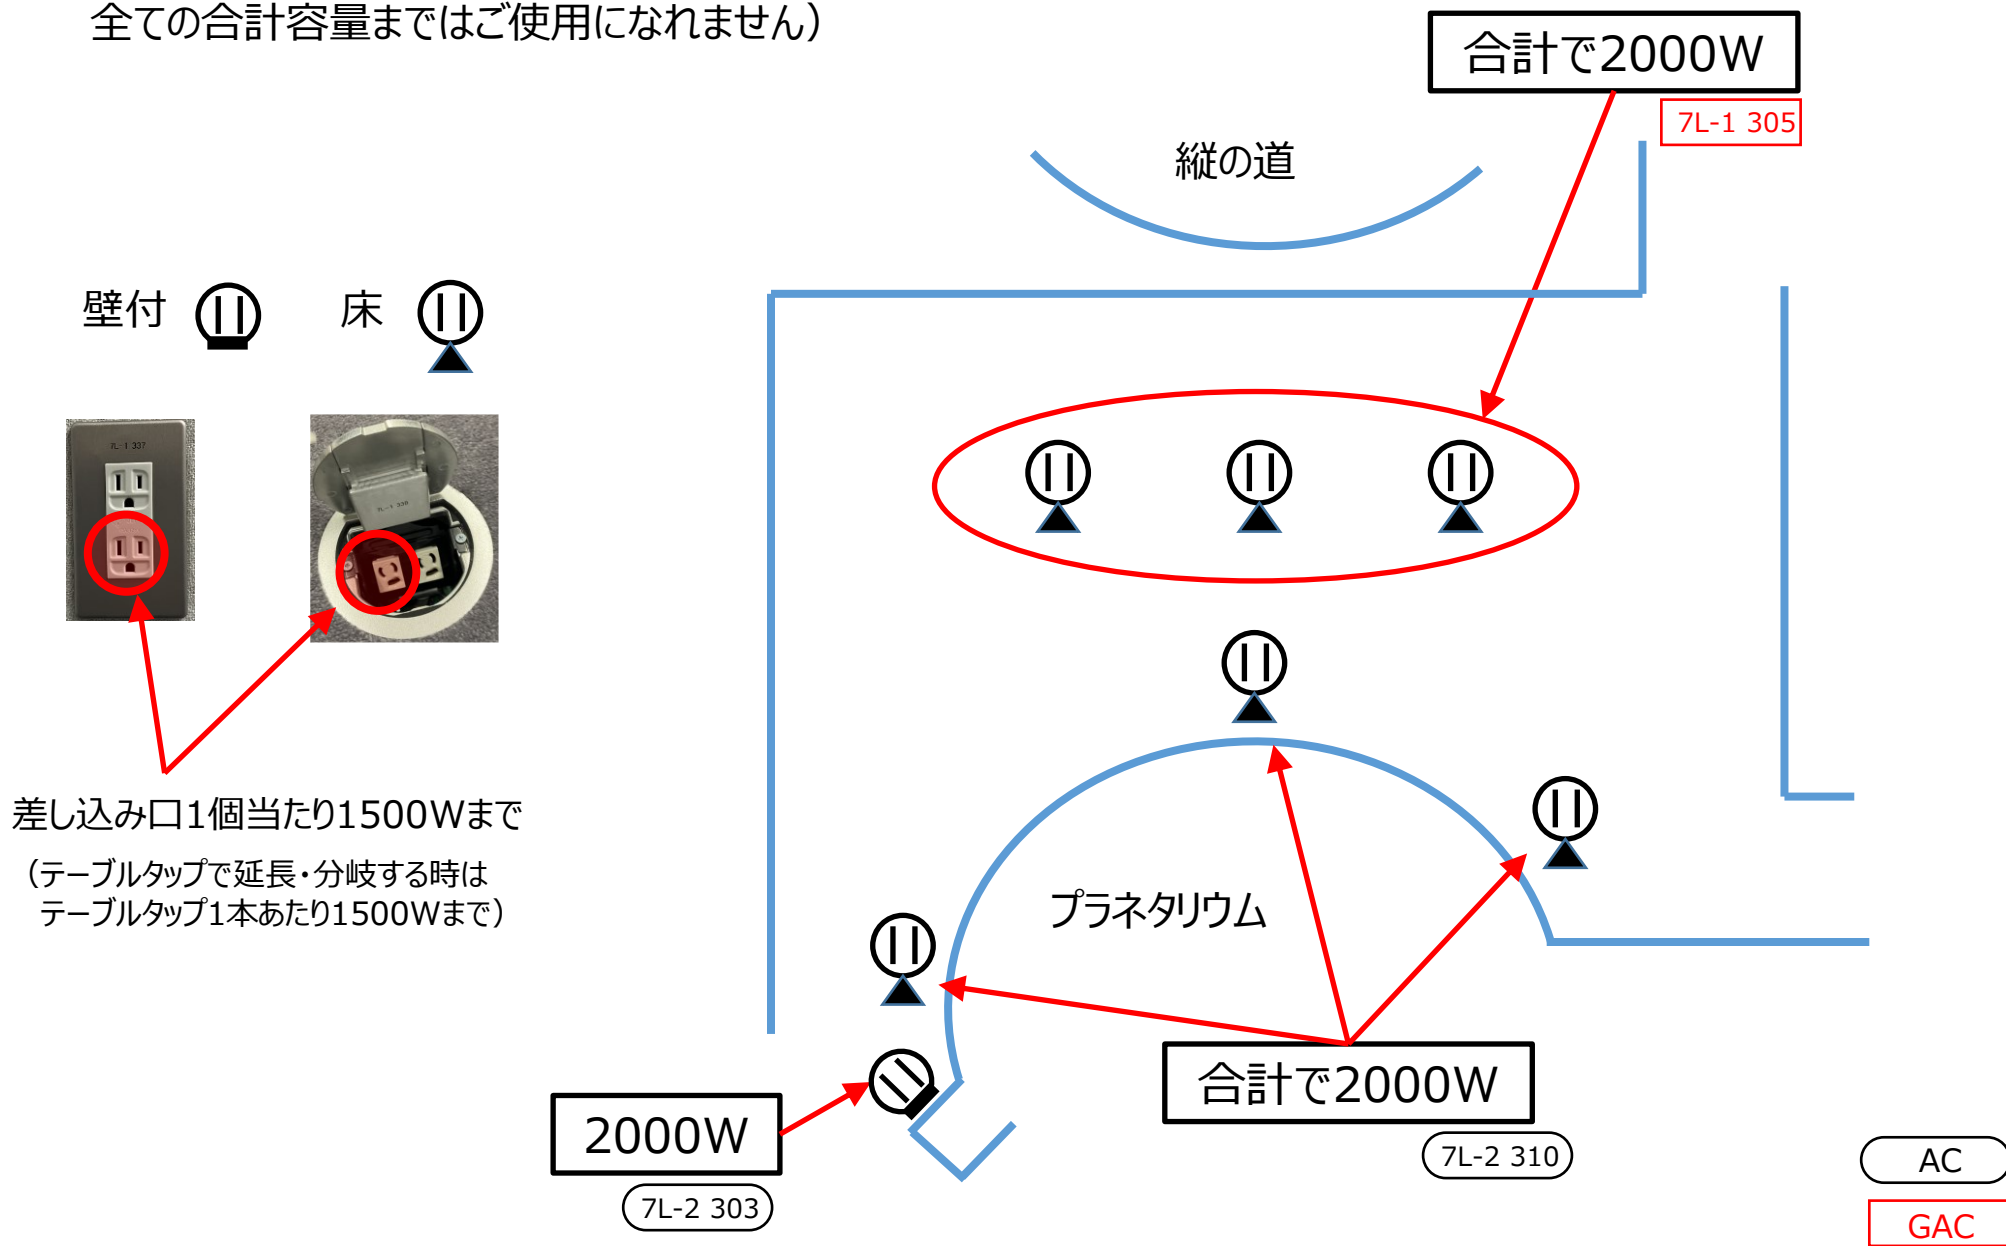 全ての合計容量まではご使用になれません）
合計で2000W
7L-1 305
縦の道
壁付
床
7L-1 337
差し込み口1個当たり1500Wまで
（テーブルタップで延長・分岐する時は
テーブルタップ1本あたり1500Wまで）
プラネタリウム
合計で2000W
7L-2 310
2000W
7L-2 303
AC
GAC